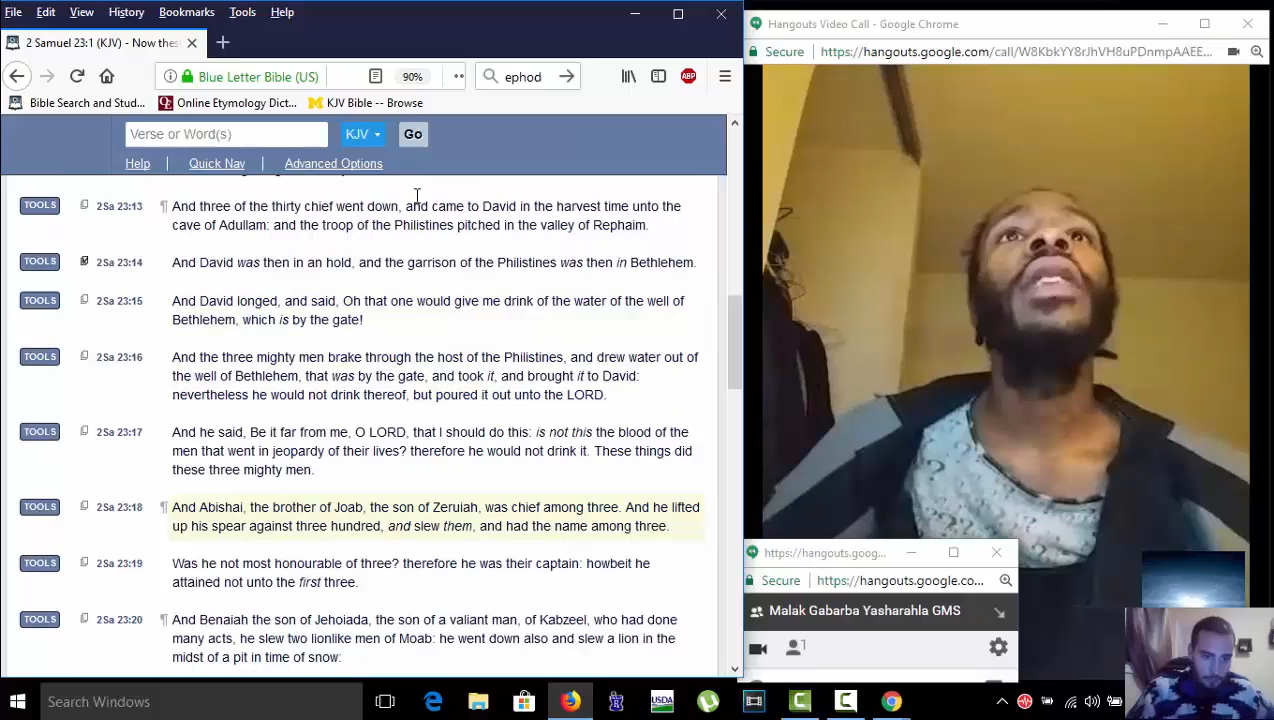 File Edit View History Bookmarks Tools Help
2 Samuel 23:1 (KJV) - Now thes
Blue Letter Bible (US) 90% ephod
Bible Search and Stud... Online Etymology Dict... KJV Bible -- Browse
Verse or Word(s) KJV Go
Help Quick Nav Advanced Options
TOOLS 2Sa 23:13 ¶ And three of the thirty chief went down, and came to David in the harvest time unto the
cave of Adullam: and the troop of the Philistines pitched in the valley of Rephaim.
TOOLS 2Sa 23:14 And David was then in an hold, and the garrison of the Philistines was then in Bethlehem.
TOOLS 2Sa 23:15 And David longed, and said, Oh that one would give me drink of the water of the well of
Bethlehem, which is by the gate!
TOOLS 2Sa 23:16 And the three mighty men brake through the host of the Philistines, and drew water out of
the well of Bethlehem, that was by the gate, and took it, and brought it to David:
nevertheless he would not drink thereof, but poured it out unto the LORD.
TOOLS 2Sa 23:17 And he said, Be it far from me, O LORD, that I should do this: is not this the blood of the
men that went in jeopardy of their lives? therefore he would not drink it. These things did
these three mighty men.
TOOLS 2Sa 23:18 ¶ And Abishai, the brother of Joab, the son of Zeruiah, was chief among three. And he lifted
up his spear against three hundred, and slew them, and had the name among three.
TOOLS 2Sa 23:19 Was he not most honourable of three? therefore he was their captain: howbeit he
attained not unto the first three.
TOOLS 2Sa 23:20 ¶ And Benaiah the son of Jehoiada, the son of a valiant man, of Kabzeel, who had done
many acts, he slew two lionlike men of Moab: he went down also and slew a lion in the
midst of a pit in time of snow:
Hangouts Video Call - Google Chrome
Secure https://hangouts.google.com/call/W8KbkYY8rJhVH8uPDnmpAAEE...
https://hangouts.goog...
Secure https://hangouts.google.co...
Malak Gabarba Yasharahla GMS
1
Search Windows
USDA